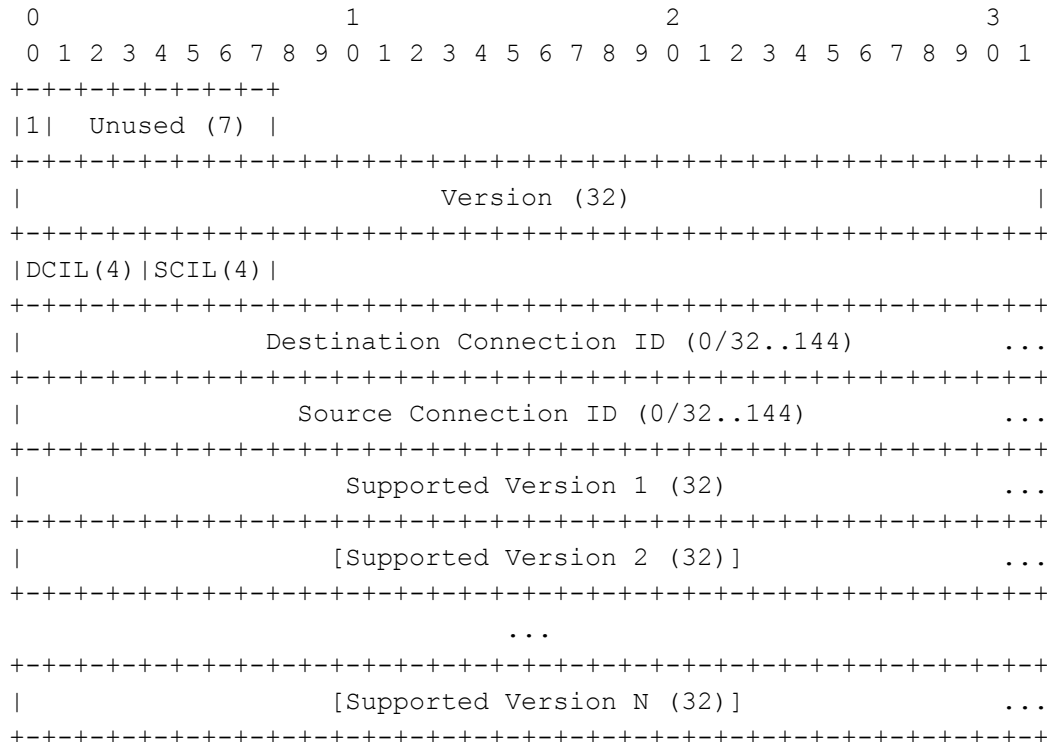 0                   1                   2                   3
 0 1 2 3 4 5 6 7 8 9 0 1 2 3 4 5 6 7 8 9 0 1 2 3 4 5 6 7 8 9 0 1
+-+-+-+-+-+-+-+-+
|1|  Unused (7) |
+-+-+-+-+-+-+-+-+-+-+-+-+-+-+-+-+-+-+-+-+-+-+-+-+-+-+-+-+-+-+-+-+
|                          Version (32)                         |
+-+-+-+-+-+-+-+-+-+-+-+-+-+-+-+-+-+-+-+-+-+-+-+-+-+-+-+-+-+-+-+-+
|DCIL(4)|SCIL(4)|
+-+-+-+-+-+-+-+-+-+-+-+-+-+-+-+-+-+-+-+-+-+-+-+-+-+-+-+-+-+-+-+-+
|               Destination Connection ID (0/32..144)         ...
+-+-+-+-+-+-+-+-+-+-+-+-+-+-+-+-+-+-+-+-+-+-+-+-+-+-+-+-+-+-+-+-+
|                 Source Connection ID (0/32..144)            ...
+-+-+-+-+-+-+-+-+-+-+-+-+-+-+-+-+-+-+-+-+-+-+-+-+-+-+-+-+-+-+-+-+
|                    Supported Version 1 (32)                 ...
+-+-+-+-+-+-+-+-+-+-+-+-+-+-+-+-+-+-+-+-+-+-+-+-+-+-+-+-+-+-+-+-+
|                   [Supported Version 2 (32)]                ...
+-+-+-+-+-+-+-+-+-+-+-+-+-+-+-+-+-+-+-+-+-+-+-+-+-+-+-+-+-+-+-+-+
                               ...
+-+-+-+-+-+-+-+-+-+-+-+-+-+-+-+-+-+-+-+-+-+-+-+-+-+-+-+-+-+-+-+-+
|                   [Supported Version N (32)]                ...
+-+-+-+-+-+-+-+-+-+-+-+-+-+-+-+-+-+-+-+-+-+-+-+-+-+-+-+-+-+-+-+-+